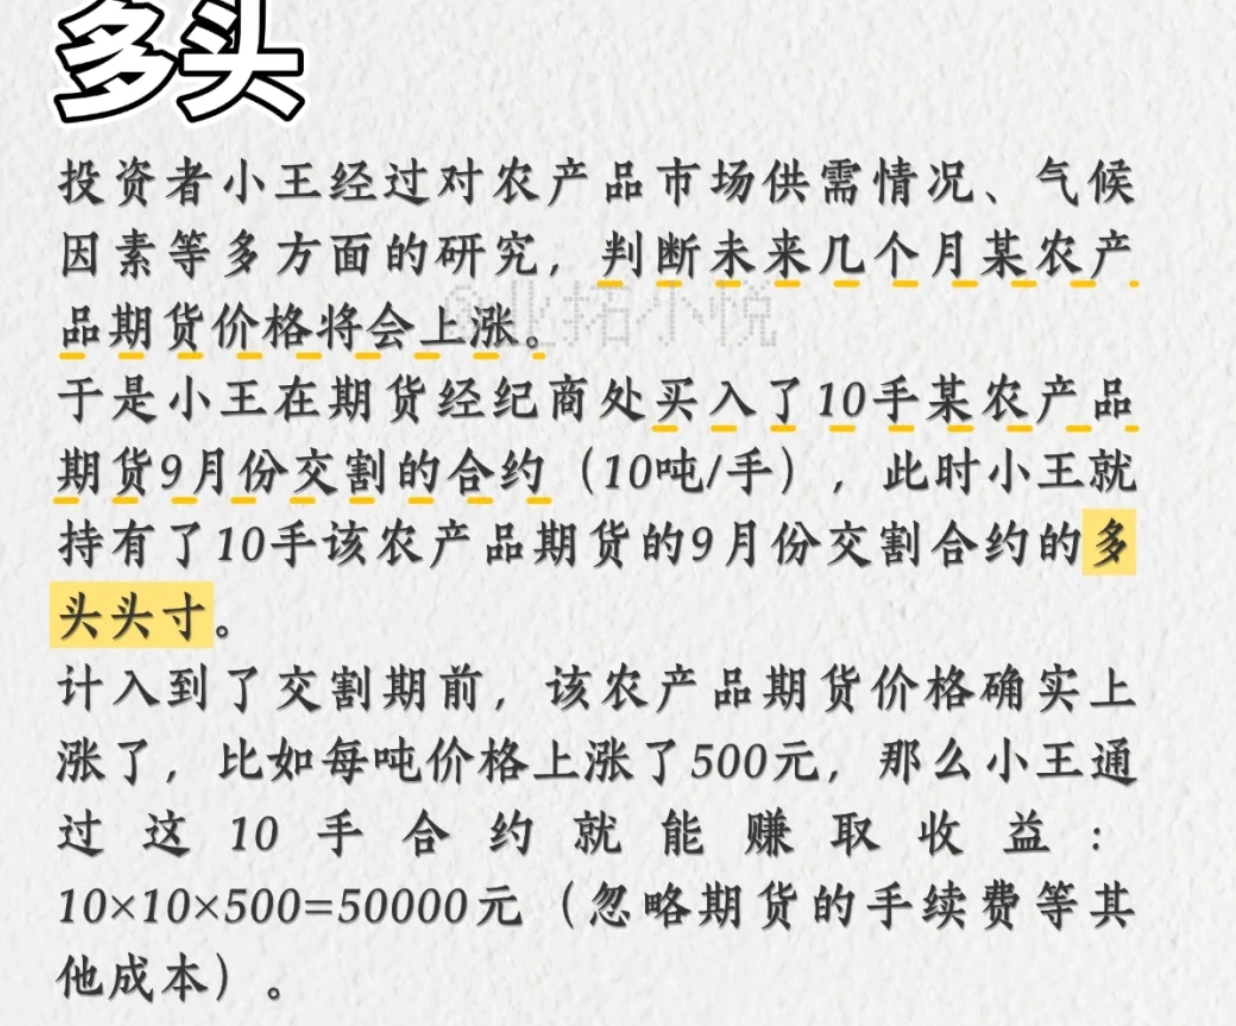 多头
投资者小王经过对农产品市场供需情况、气候
因素等多方面的研究，判断未来几个月某农产
品期货价格将会上涨。
于是小王在期货经纪商处买入了10手某农产品
期货9月份交割的合约（10吨/手），此时小王就
持有了10手该农产品期货的9月份交割合约的多
头头寸。
计入到了交割期前，该农产品期货价格确实上
涨了，比如每吨价格上涨了500元，那么小王通
过这10手合约就能赚取收益：
10×10×500=50000元（忽略期货的手续费等其
他成本）。